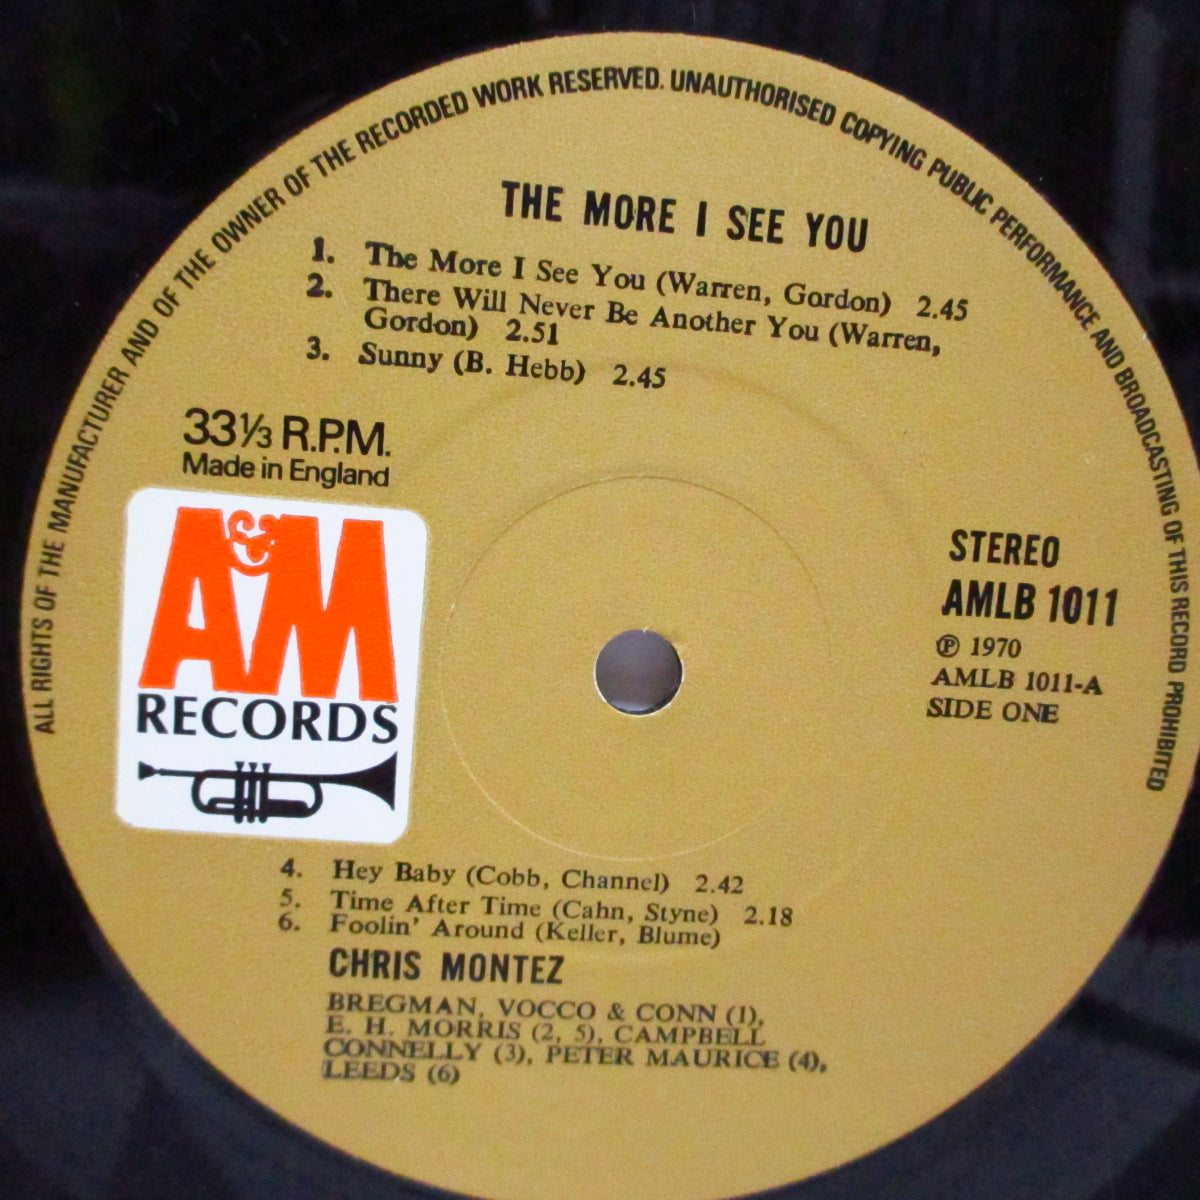 ALL RIGHTS OF THE MANUFACTURER AND OF THE OWNER OF THE RECORDED WORK RESERVED. UNAUTHORISED COPYING PUBLIC PERFORMANCE AND BROADCASTING OF THIS RECORD PROHIBITED
THE MORE I SEE YOU
1. The More I See You (Warren, Gordon) 2.45
2. There Will Never Be Another You (Warren,
Gordon) 2.51
3. Sunny (B. Hebb) 2.45
33⅓ R.P.M.
Made in England
A&M
RECORDS
STEREO
AMLB 1011
℗ 1970
AMLB 1011-A
SIDE ONE
4. Hey Baby (Cobb, Channel) 2.42
5. Time After Time (Cahn, Styne) 2.18
6. Foolin' Around (Keller, Blume)
CHRIS MONTEZ
BREGMAN, VOCCO & CONN (1),
E. H. MORRIS (2, 5), CAMPBELL
CONNELLY (3), PETER MAURICE (4),
LEEDS (6)